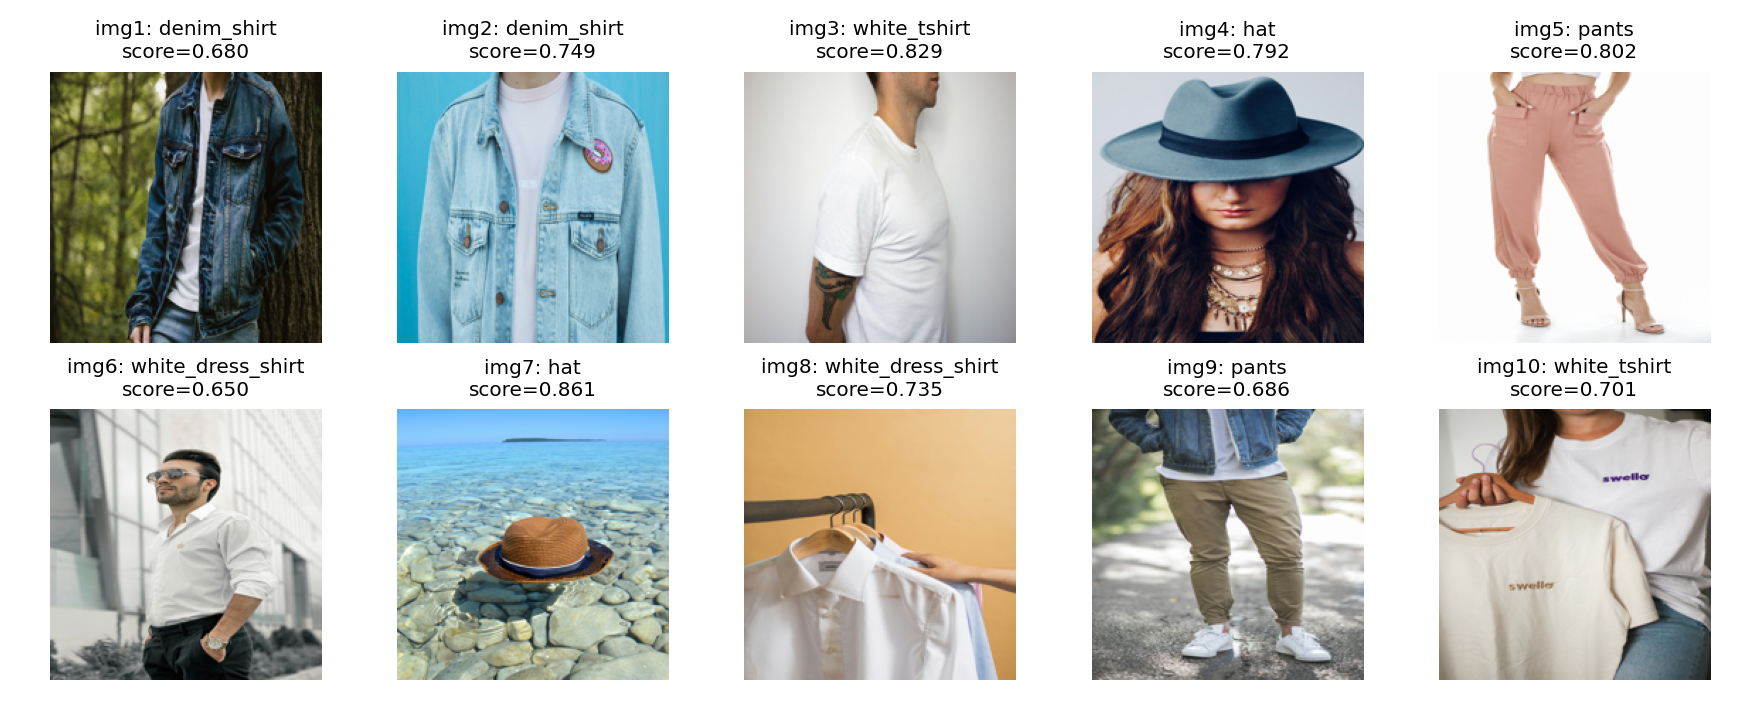 img1: denim_shirt
score=0.680
img2: denim_shirt
score=0.749
img3: white_tshirt
score=0.829
img4: hat
score=0.792
img5: pants
score=0.802
img6: white_dress_shirt
score=0.650
img7: hat
score=0.861
img8: white_dress_shirt
score=0.735
img9: pants
score=0.686
img10: white_tshirt
score=0.701
swello
swello